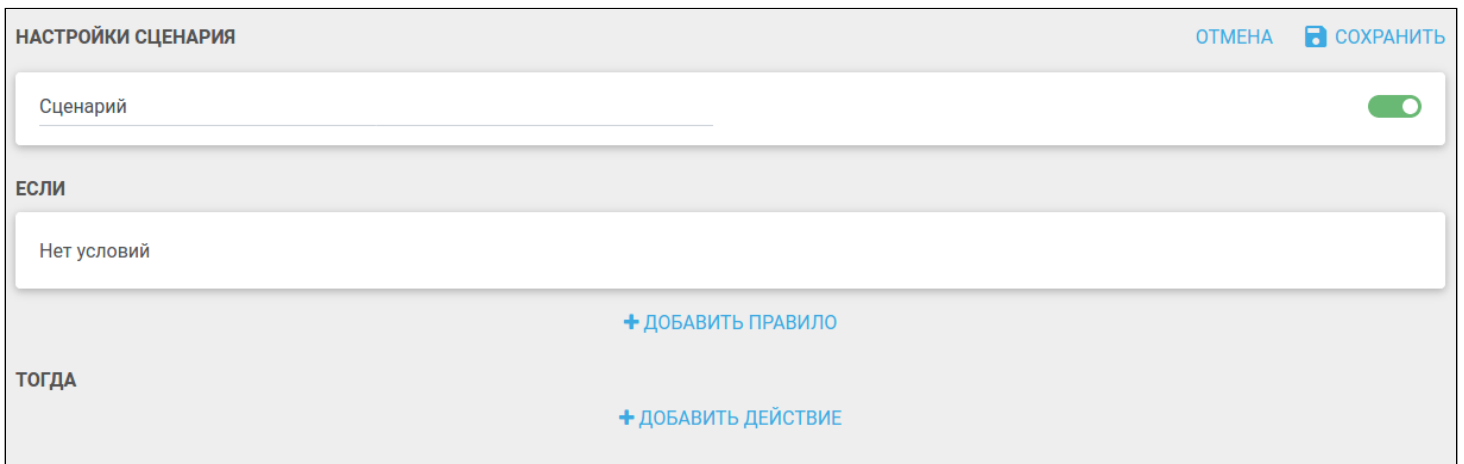 НАСТРОЙКИ СЦЕНАРИЯ ОТМЕНА СОХРАНИТЬ
Сценарий
ЕСЛИ
Нет условий
+ ДОБАВИТЬ ПРАВИЛО
ТОГДА
+ ДОБАВИТЬ ДЕЙСТВИЕ